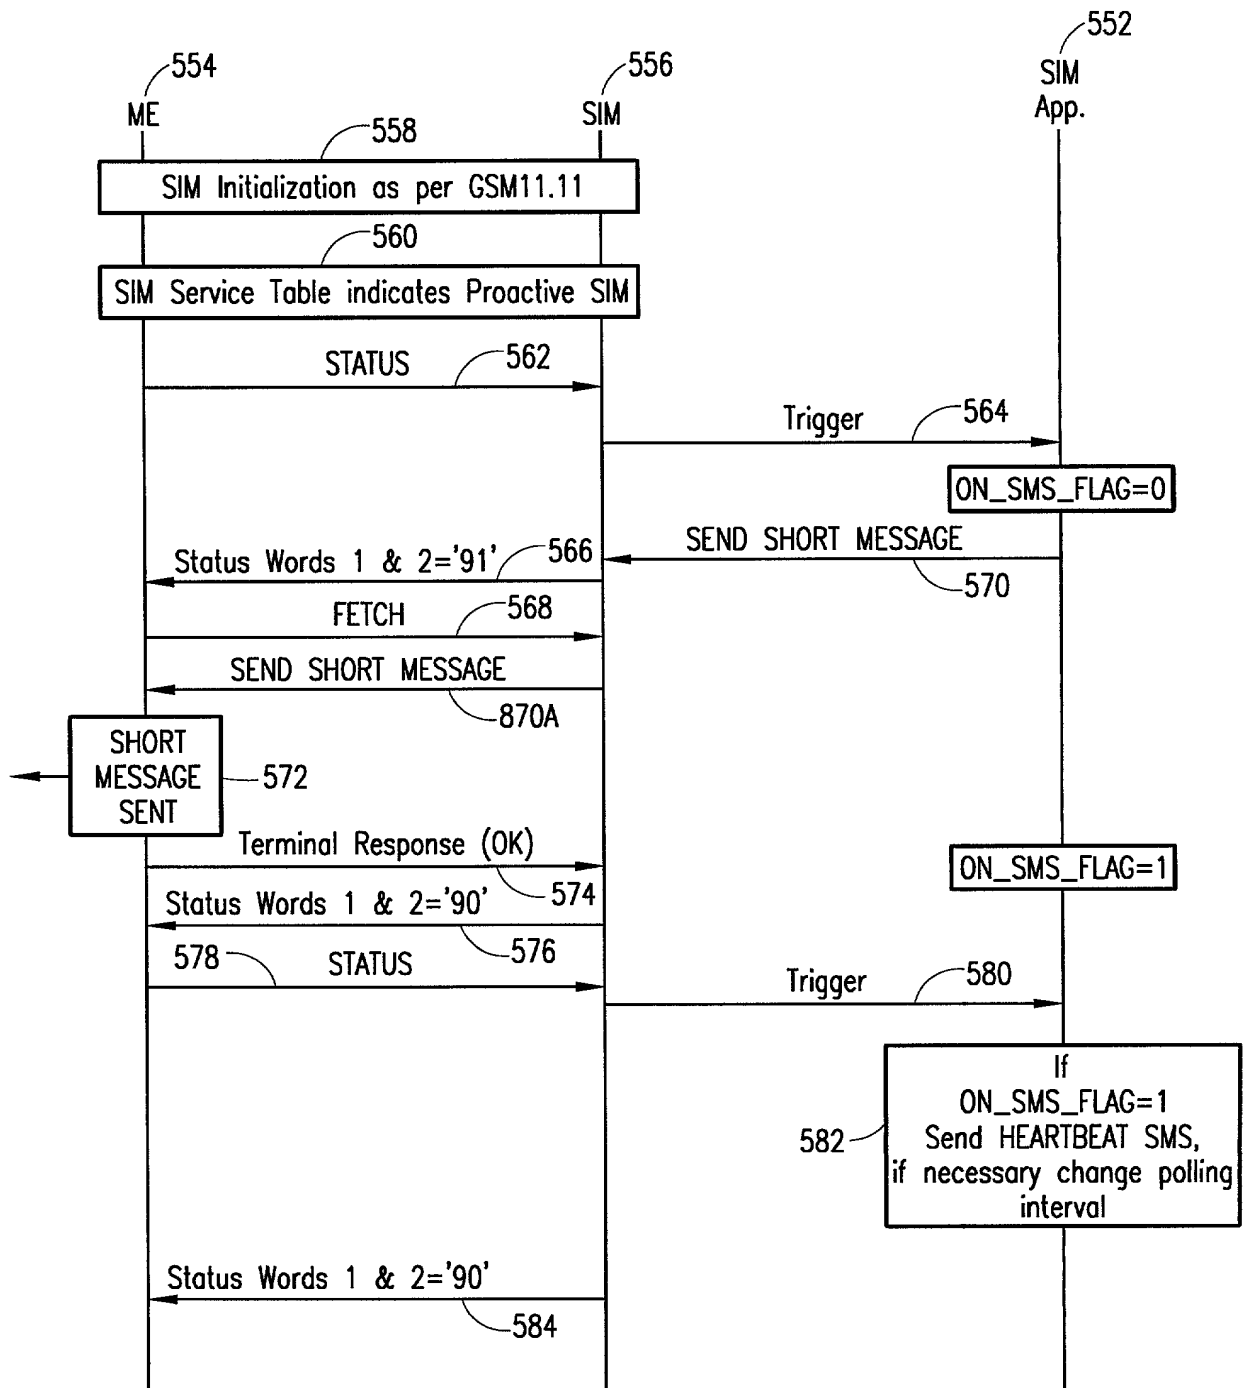 552
SIM
App.
554
ME
556
SIM
558
SIM Initialization as per GSM11.11
560
SIM Service Table indicates Proactive SIM
STATUS
562
Trigger
564
ON_SMS_FLAG=0
SEND SHORT MESSAGE
570
Status Words 1 & 2='91'
566
FETCH
568
SEND SHORT MESSAGE
870A
SHORT
MESSAGE
SENT
572
Terminal Response (OK)
574
ON_SMS_FLAG=1
Status Words 1 & 2='90'
576
578
STATUS
Trigger
580
If
ON_SMS_FLAG=1
Send HEARTBEAT SMS,
if necessary change polling
interval
582
Status Words 1 & 2='90'
584